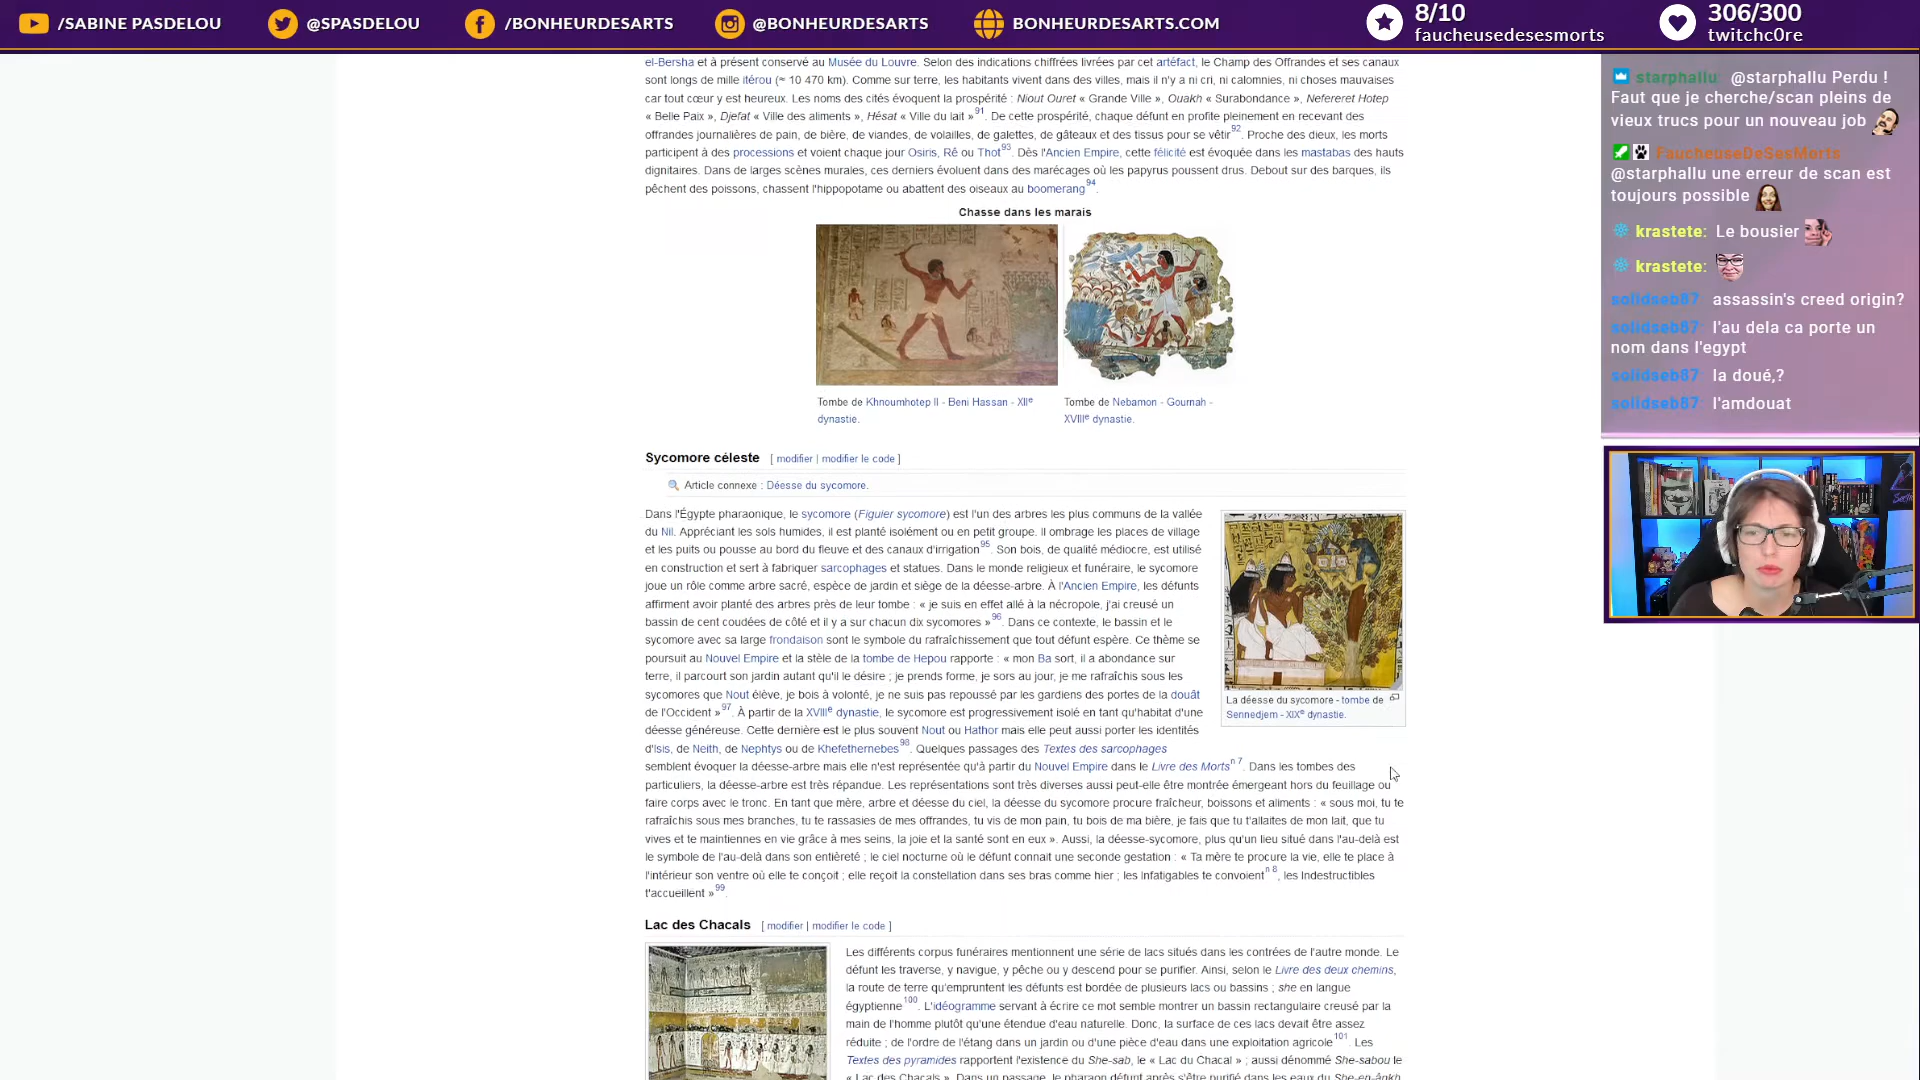 /SABINE PASDELOU
@SPASDELOU
/BONHEURDESARTS
@BONHEURDESARTS
BONHEURDESARTS.COM
8/10
faucheusedesesmorts
306/300
twitchc0re
el-Bersha et à présent conservé au Musée du Louvre. Selon des indications chiffrées livrées par cet artéfact, le Champ des Offrandes et ses canaux
sont longs de mille itérou (≈ 10 470 km). Comme sur terre, les habitants vivent dans des villes, mais il n'y a ni cri, ni calomnies, ni choses mauvaises
car tout cœur y est heureux. Les noms des cités évoquent la prospérité : Niout Ouret « Grande Ville », Ouakh « Surabondance », Nefereret Hotep
« Belle Paix », Djefat « Ville des aliments », Hésat « Ville du lait »91. De cette prospérité, chaque défunt en profite pleinement en recevant des
offrandes journalières de pain, de bière, de viandes, de volailles, de galettes, de gâteaux et des tissus pour se vêtir92. Proche des dieux, les morts
participent à des processions et voient chaque jour Osiris, Rê ou Thot93. Dès l'Ancien Empire, cette félicité est évoquée dans les mastabas des hauts
dignitaires. Dans de larges scènes murales, ces derniers évoluent dans des marécages où les papyrus poussent drus. Debout sur des barques, ils
pêchent des poissons, chassent l'hippopotame ou abattent des oiseaux au boomerang94.
Chasse dans les marais
Tombe de Khnoumhotep II - Beni Hassan - XIIe
dynastie.
Tombe de Nebamon - Gournah -
XVIIIe dynastie.
Sycomore céleste [ modifier | modifier le code ]
Article connexe : Déesse du sycomore.
Dans l'Égypte pharaonique, le sycomore (Figuier sycomore) est l'un des arbres les plus communs de la vallée
du Nil. Appréciant les sols humides, il est planté isolément ou en petit groupe. Il ombrage les places de village
et les puits ou pousse au bord du fleuve et des canaux d'irrigation95. Son bois, de qualité médiocre, est utilisé
en construction et sert à fabriquer sarcophages et statues. Dans le monde religieux et funéraire, le sycomore
joue un rôle comme arbre sacré, espèce de jardin et siège de la déesse-arbre. À l'Ancien Empire, les défunts
affirment avoir planté des arbres près de leur tombe : « je suis en effet allé à la nécropole, j'ai creusé un
bassin de cent coudées de côté et il y a sur chacun dix sycomores »96. Dans ce contexte, le bassin et le
sycomore avec sa large frondaison sont le symbole du rafraîchissement que tout défunt espère. Ce thème se
poursuit au Nouvel Empire et la stèle de la tombe de Hepou rapporte : « mon Ba sort, il a abondance sur
terre, il parcourt son jardin autant qu'il le désire ; je prends forme, je sors au jour, je me rafraîchis sous les
sycomores que Nout élève, je bois à volonté, je ne suis pas repoussé par les gardiens des portes de la douât
de l'Occident »97. À partir de la XVIIIe dynastie, le sycomore est progressivement isolé en tant qu'habitat d'une
déesse généreuse. Cette dernière est le plus souvent Nout ou Hathor mais elle peut aussi porter les identités
d'Isis, de Neith, de Nephtys ou de Khefethernebes98. Quelques passages des Textes des sarcophages
semblent évoquer la déesse-arbre mais elle n'est représentée qu'à partir du Nouvel Empire dans le Livre des Mortsn 7. Dans les tombes des
particuliers, la déesse-arbre est très répandue. Les représentations sont très diverses aussi peut-elle être montrée émergeant hors du feuillage ou
faire corps avec le tronc. En tant que mère, arbre et déesse du ciel, la déesse du sycomore procure fraîcheur, boissons et aliments : « sous moi, tu te
rafraîchis sous mes branches, tu te rassasies de mes offrandes, tu vis de mon pain, tu bois de ma bière, je fais que tu t'allaites de mon lait, que tu
vives et te maintiennes en vie grâce à mes seins, la joie et la santé sont en eux ». Aussi, la déesse-sycomore, plus qu'un lieu situé dans l'au-delà est
le symbole de l'au-delà dans son entièreté ; le ciel nocturne où le défunt connait une seconde gestation : « Ta mère te procure la vie, elle te place à
l'intérieur son ventre où elle te conçoit ; elle reçoit la constellation dans ses bras comme hier ; les Infatigables te convoientn 8, les Indestructibles
t'accueillent »99.
La déesse du sycomore - tombe de
Sennedjem - XIXe dynastie.
Lac des Chacals [ modifier | modifier le code ]
Les différents corpus funéraires mentionnent une série de lacs situés dans les contrées de l'autre monde. Le
défunt les traverse, y navigue, y pêche ou y descend pour se purifier. Ainsi, selon le Livre des deux chemins,
la route de terre qu'empruntent les défunts est bordée de plusieurs lacs ou bassins ; she en langue
égyptienne100. L'idéogramme servant à écrire ce mot semble montrer un bassin rectangulaire creusé par la
main de l'homme plutôt qu'une étendue d'eau naturelle. Donc, la surface de ces lacs devait être assez
réduite ; de l'ordre de l'étang dans un jardin ou d'une pièce d'eau dans une exploitation agricole101. Les
Textes des pyramides rapportent l'existence du She-sab, le « Lac du Chacal » ; aussi dénommé She-sabou le
« Lac des Chacals ». Dans un passage, le pharaon défunt après s'être purifié dans les eaux du She-en-ânkh
starphallu: @starphallu Perdu !
Faut que je cherche/scan pleins de
vieux trucs pour un nouveau job
FaucheuseDeSesMorts
@starphallu une erreur de scan est
toujours possible
krastete: Le bousier
krastete:
solidseb87 assassin's creed origin?
solidseb87 l'au dela ca porte un
nom dans l'egypt
solidseb87 la doué,?
solidseb87 l'amdouat